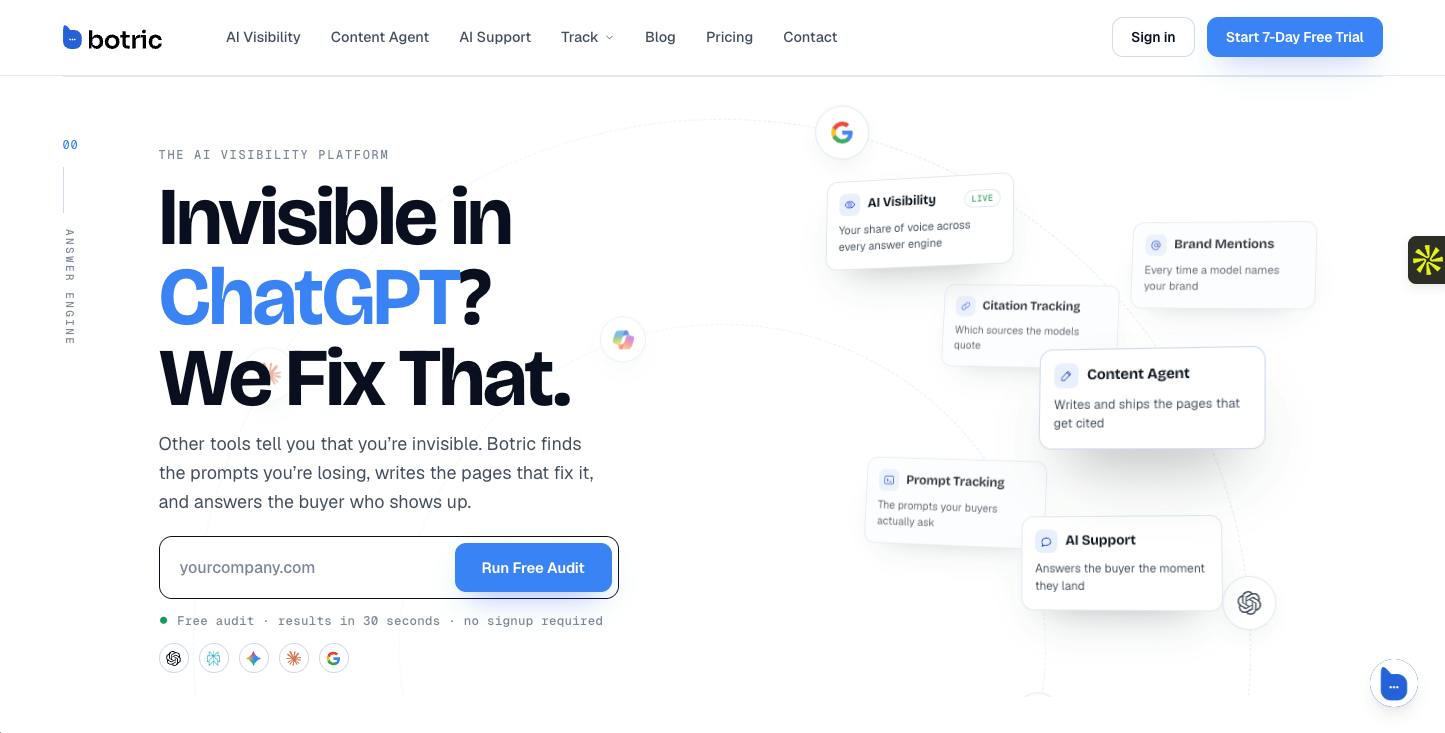 botric
AI Visibility
Content Agent
AI Support
Track
Blog
Pricing
Contact
Sign in
Start 7-Day Free Trial
00
ANSWER ENGINE
THE AI VISIBILITY PLATFORM
Invisible in
ChatGPT?
We Fix That.
Other tools tell you that you’re invisible. Botric finds
the prompts you’re losing, writes the pages that fix it,
and answers the buyer who shows up.
yourcompany.com
Run Free Audit
Free audit · results in 30 seconds · no signup required
AI Visibility
LIVE
Your share of voice across
every answer engine
Brand Mentions
Every time a model names
your brand
Citation Tracking
Which sources the models
quote
Content Agent
Writes and ships the pages that
get cited
Prompt Tracking
The prompts your buyers
actually ask
AI Support
Answers the buyer the moment
they land